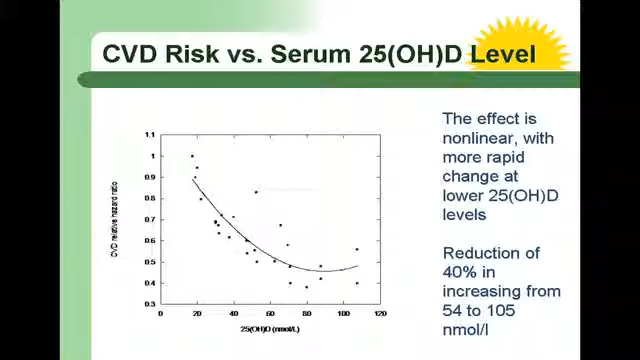 CVD Risk vs. Serum 25(OH)D Level
The effect is
nonlinear, with
more rapid
change at
lower 25(OH)D
levels
Reduction of
40% in
increasing from
54 to 105
nmol/l
CVD relative hazard ratio
1.1
1
0.9
0.8
0.7
0.6
0.5
0.4
0.3
0
20
40
60
80
100
120
25(OH)D (nmol/L)